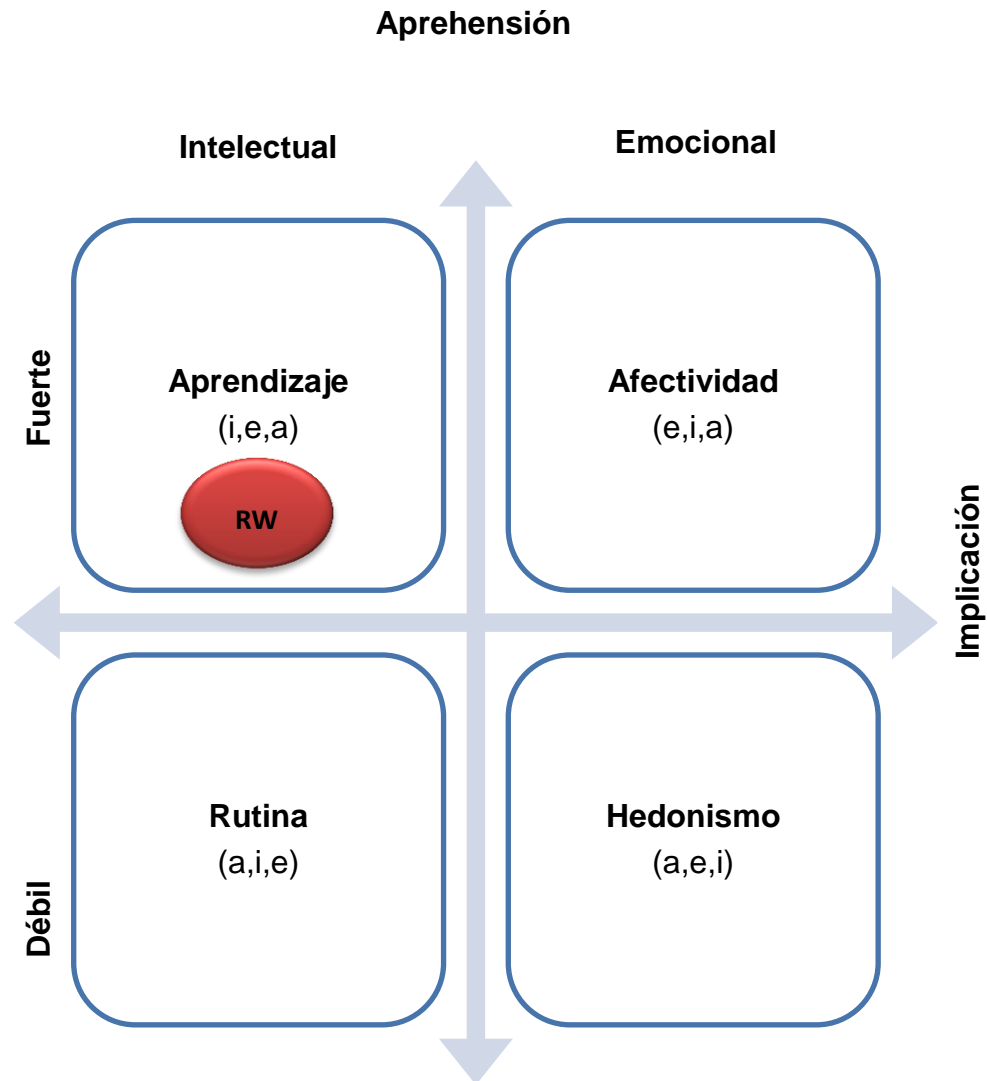 Aprehensión
Intelectual
Emocional
Fuerte
Aprendizaje
(i,e,a)
RW
Afectividad
(e,i,a)
Implicación
Débil
Rutina
(a,i,e)
Hedonismo
(a,e,i)